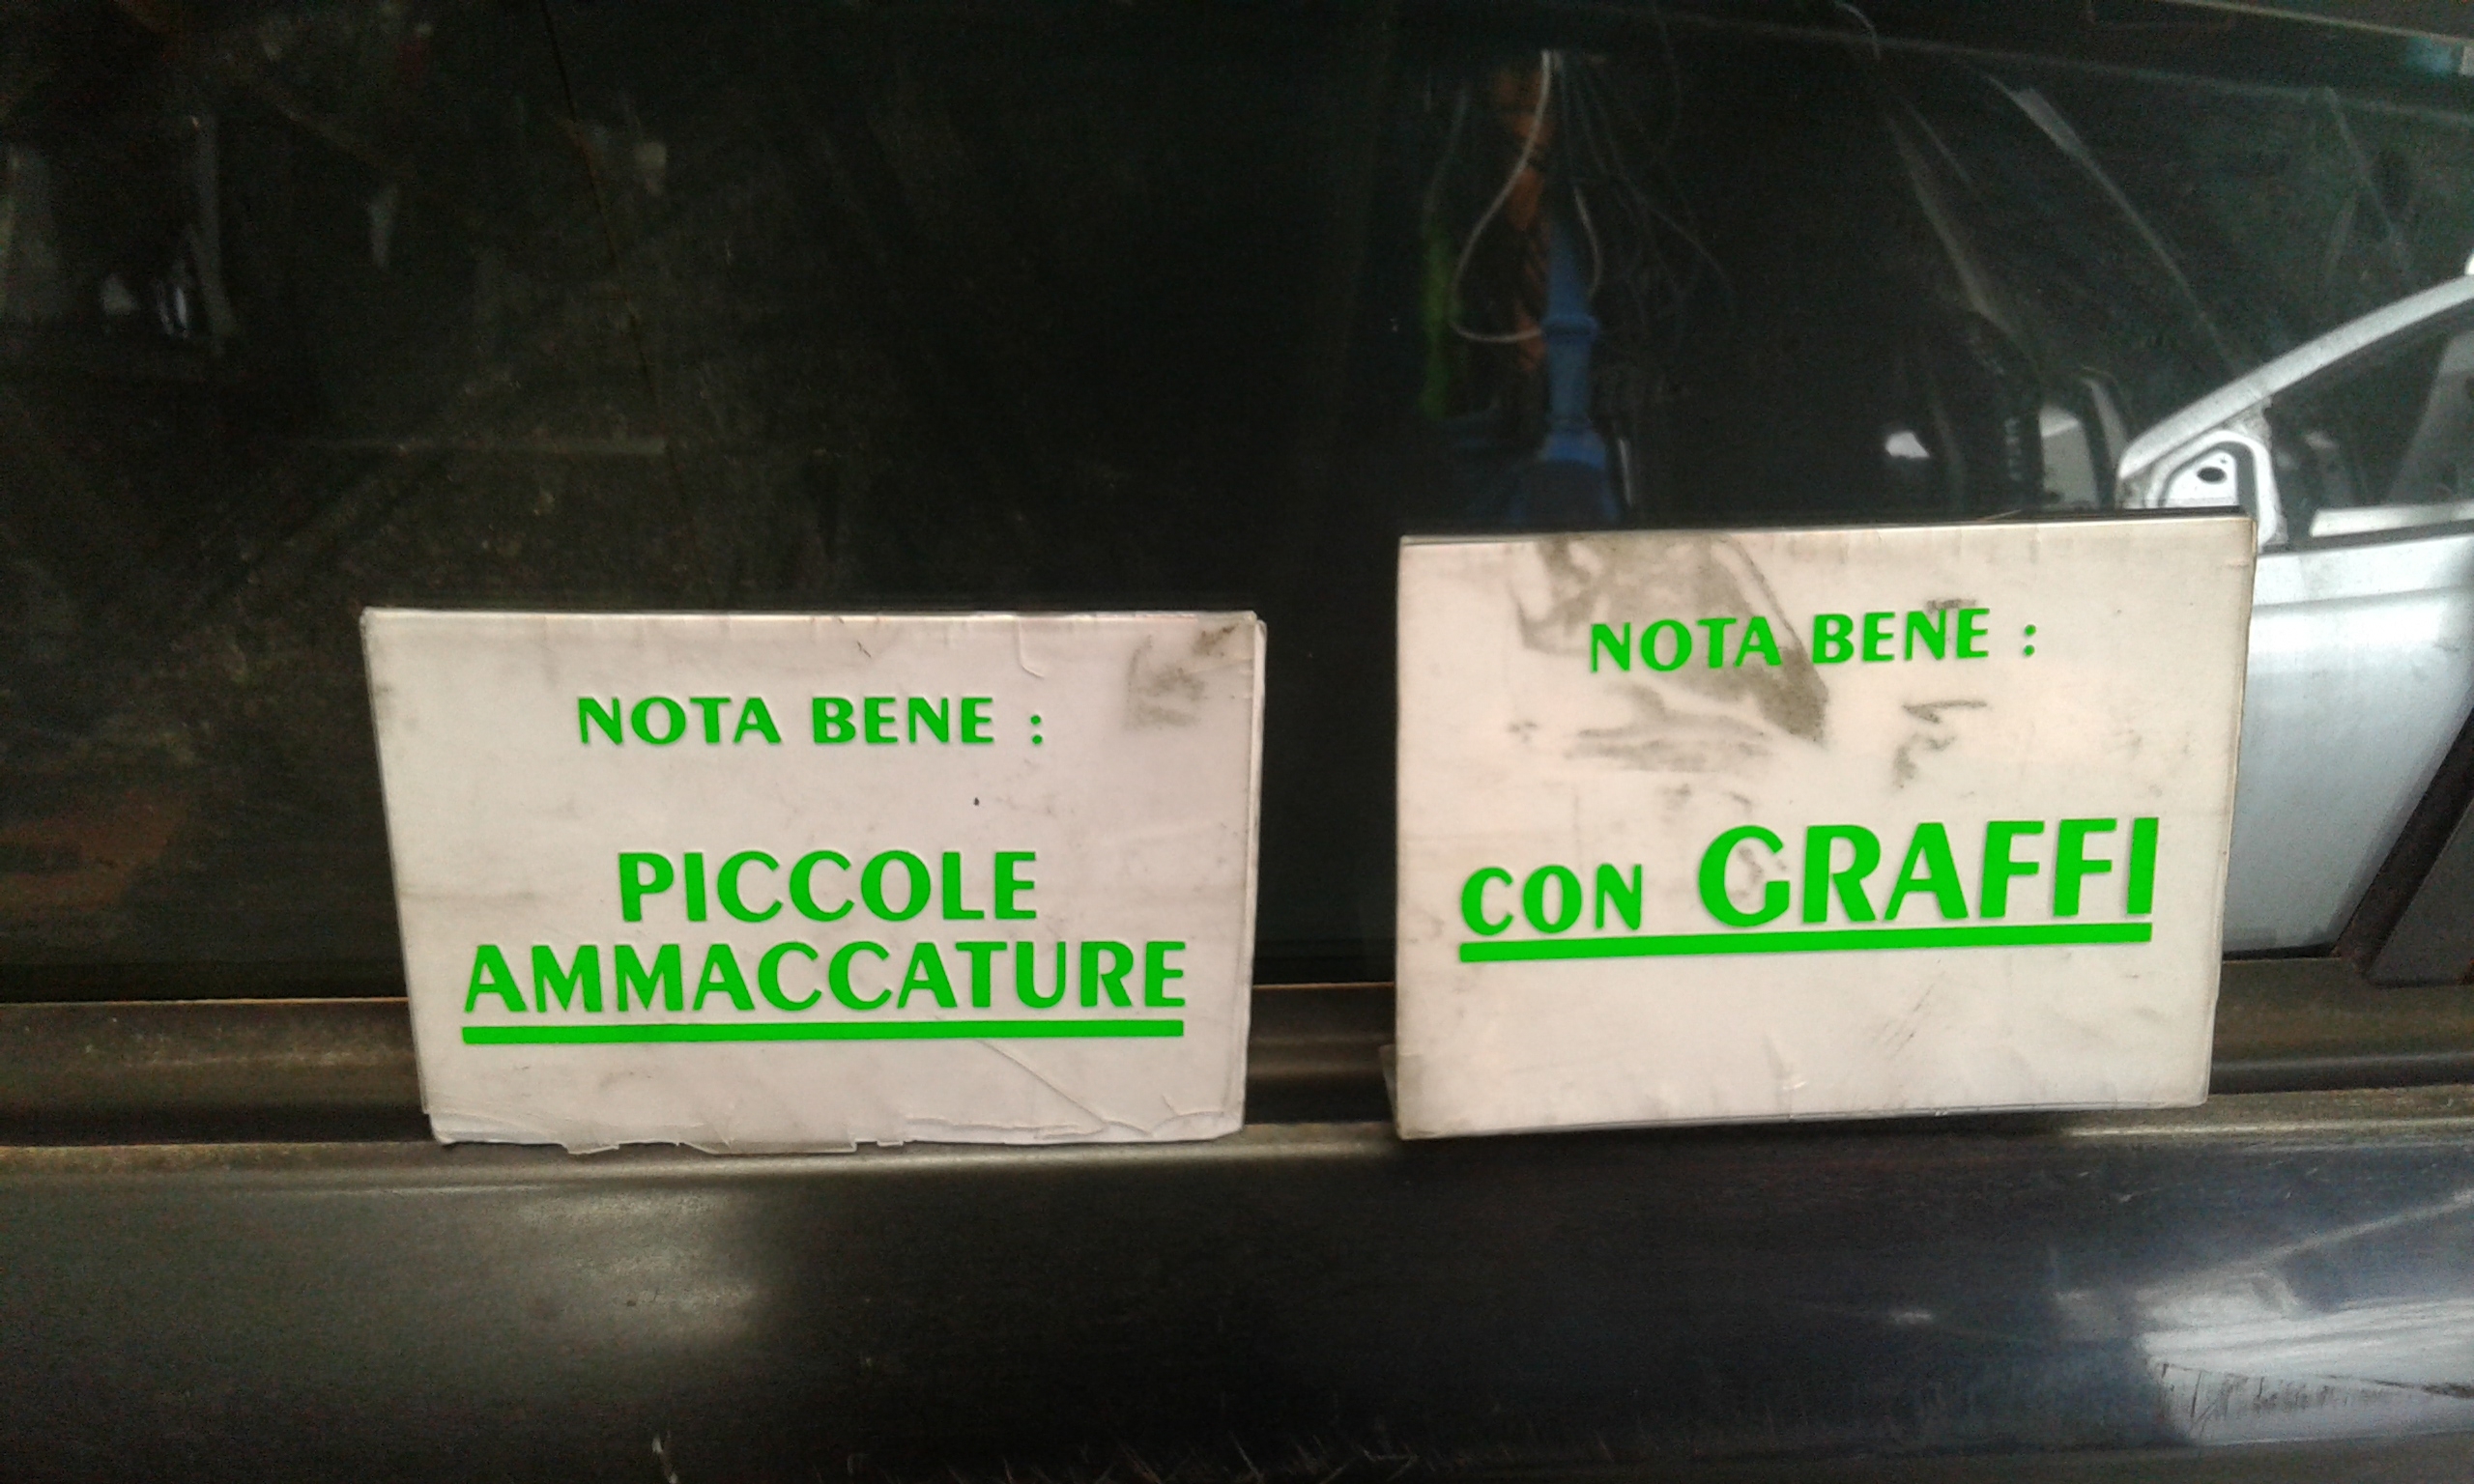 NOTA BENE :
PICCOLE
AMMACCATURE
NOTA BENE :
CON GRAFFI